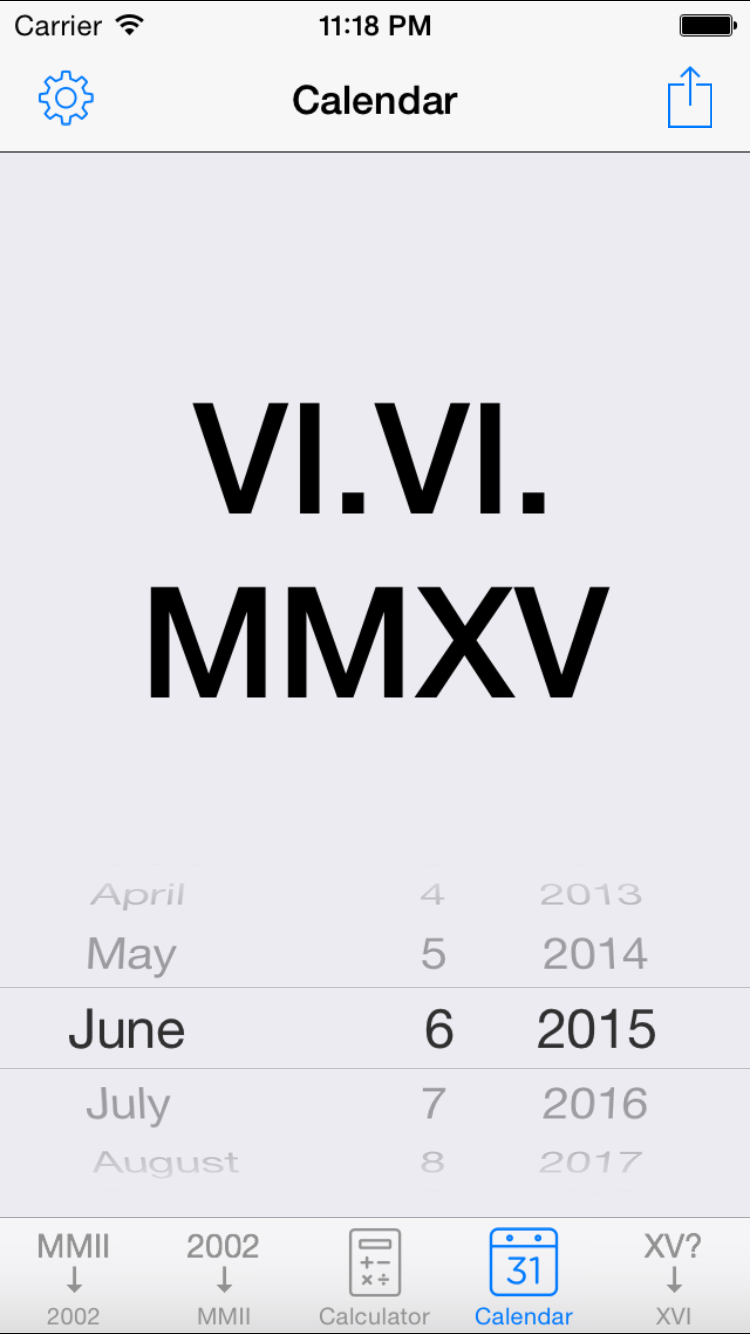 Carrier 11:18 PM
Calendar
VI.VI.
MMXV
April 4 2013
May 5 2014
June 6 2015
July 7 2016
August 8 2017
MMII 2002 31 XV?
2002 MMII Calculator Calendar XVI